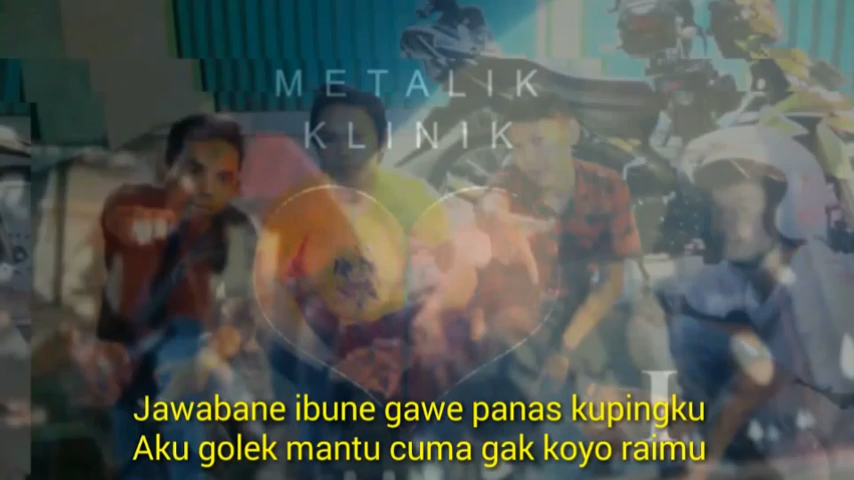 METALIK
KLINIK
Jawabane ibune gawe panas kupingku
Aku golek mantu cuma gak koyo raimu